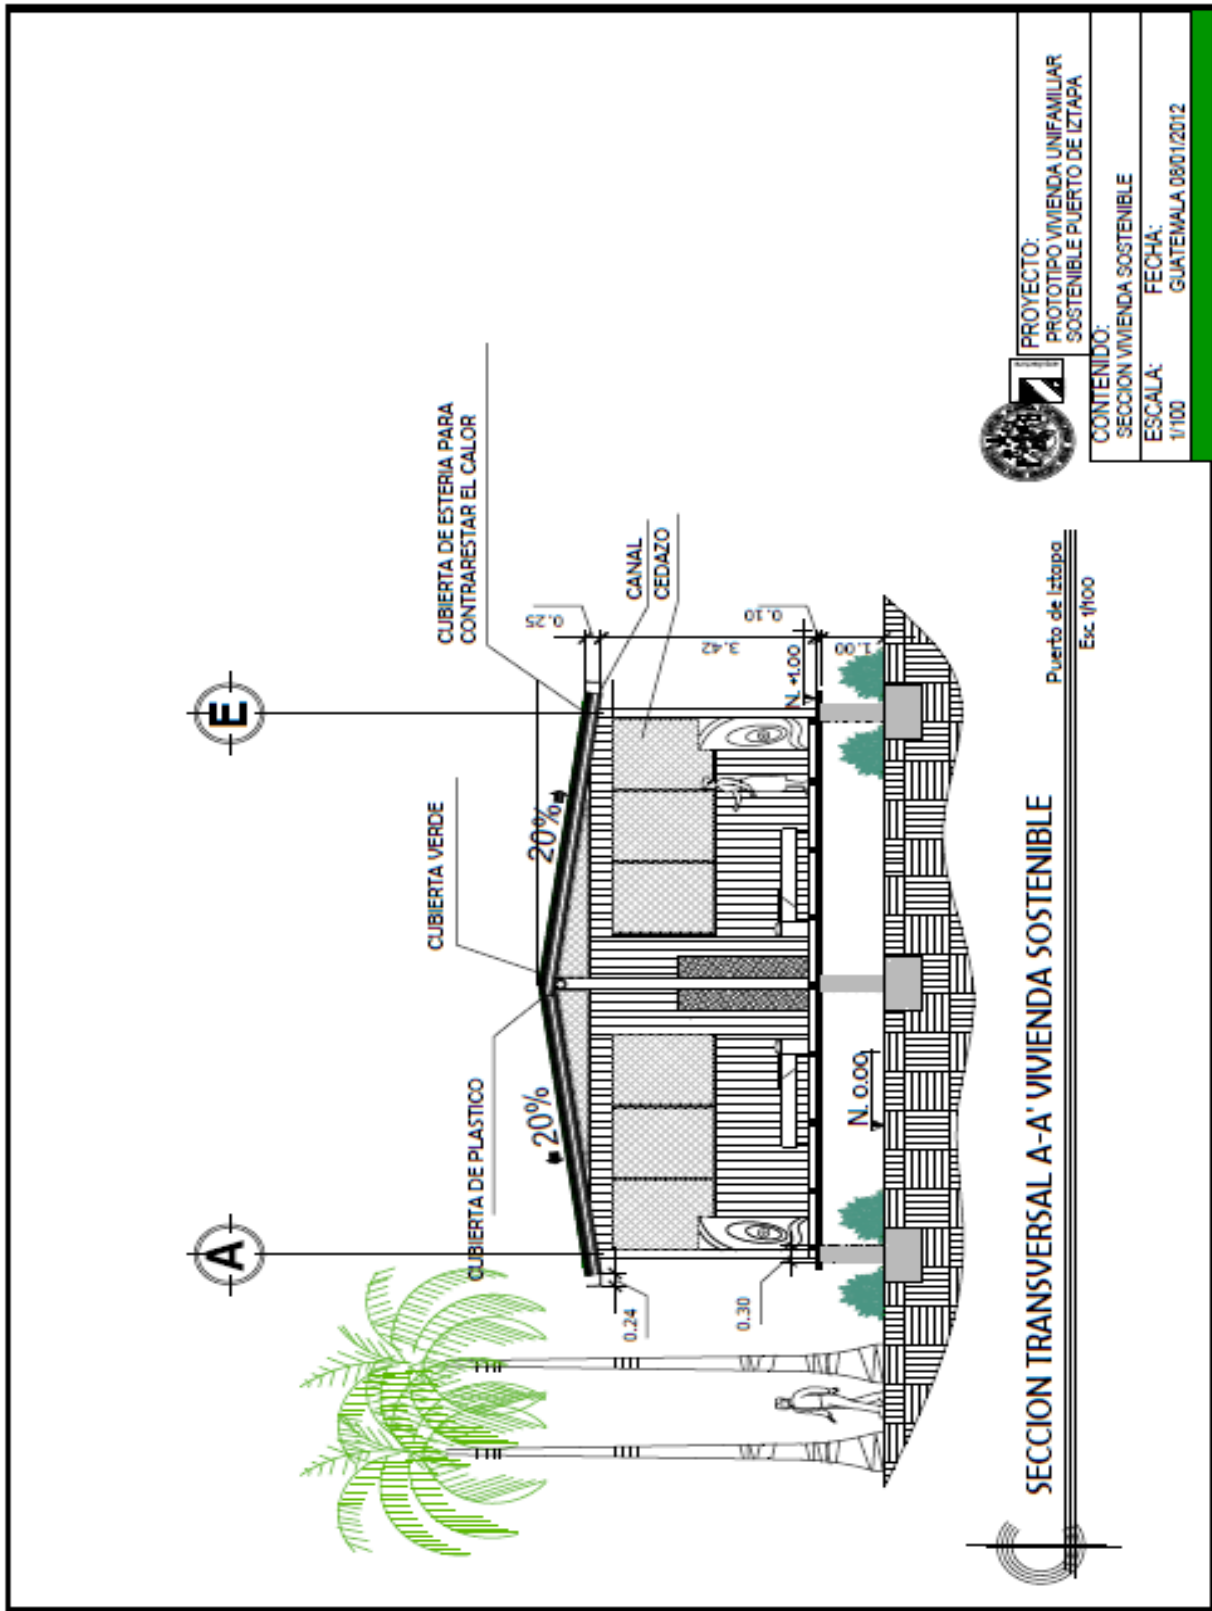 A
E
CUBIERTA VERDE
CUBIERTA DE ESTERIA PARA
CONTRARESTAR EL CALOR
CUBIERTA DE PLASTICO
20%
20%
0.25
CANAL
CEDAZO
0.24
3.42
0.10
N. +1.00
1.00
0.30
N. 0.00
SECCION TRANSVERSAL A-A' VIVIENDA SOSTENIBLE
Puerto de Iztapa
Esc. 1/100
PROYECTO:
PROTOTIPO VIVIENDA UNIFAMILIAR
SOSTENIBLE PUERTO DE IZTAPA
CONTENIDO:
SECCION VIVIENDA SOSTENIBLE
ESCALA:
1/100
FECHA:
GUATEMALA 08/01/2012